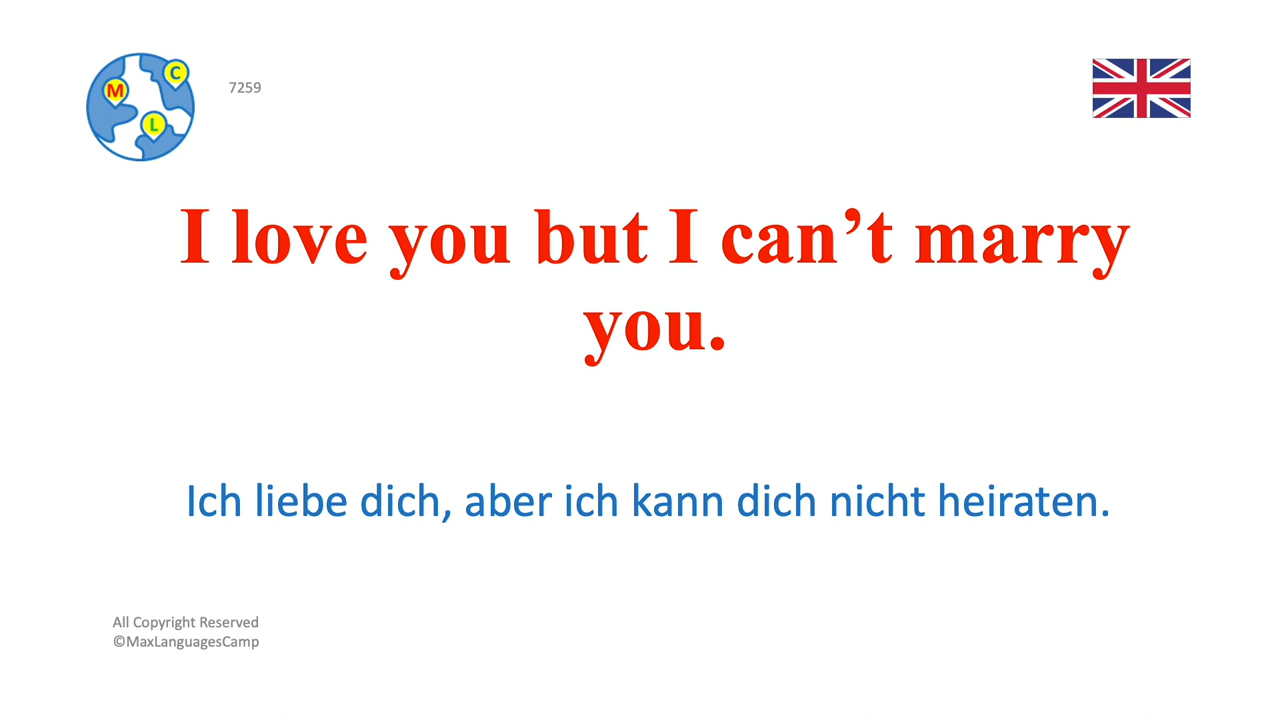 M
C
L
7259
I love you but I can’t marry
you.
Ich liebe dich, aber ich kann dich nicht heiraten.
All Copyright Reserved
©MaxLanguagesCamp